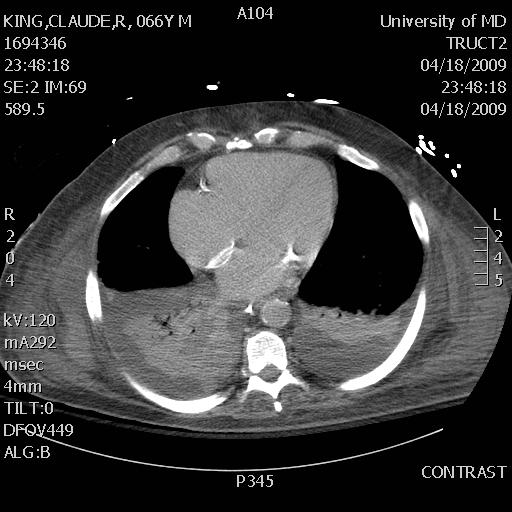 KING,CLAUDE,R, 066Y M
1694346
23:48:18
SE:2 IM:69
589.5
A104
University of MD
TRUCT2
04/18/2009
23:48:18
04/18/2009
R
2
0
4
L
2
4
5
kV:120
mA292
msec
4mm
TILT:0
DFOV449
ALG:B
P345
CONTRAST